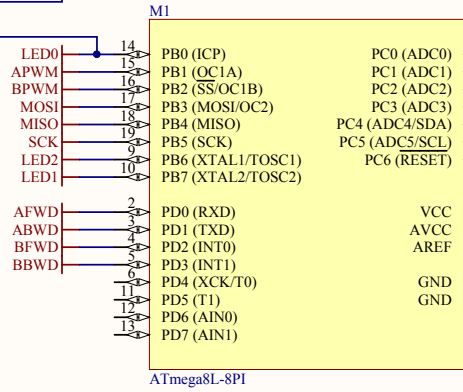 M1
LED0 14 PB0 (ICP) PC0 (ADC0)
APWM 15 PB1 (OC1A) PC1 (ADC1)
BPWM 16 PB2 (SS/OC1B) PC2 (ADC2)
MOSI 17 PB3 (MOSI/OC2) PC3 (ADC3)
MISO 18 PB4 (MISO) PC4 (ADC4/SDA)
SCK 19 PB5 (SCK) PC5 (ADC5/SCL)
LED2 9 PB6 (XTAL1/TOSC1) PC6 (RESET)
LED1 10 PB7 (XTAL2/TOSC2)
AFWD 2 PD0 (RXD) VCC
ABWD 3 PD1 (TXD) AVCC
BFWD 4 PD2 (INT0) AREF
BBWD 5 PD3 (INT1)
6 PD4 (XCK/T0) GND
11 PD5 (T1) GND
12 PD6 (AIN0)
13 PD7 (AIN1)
ATmega8L-8PI